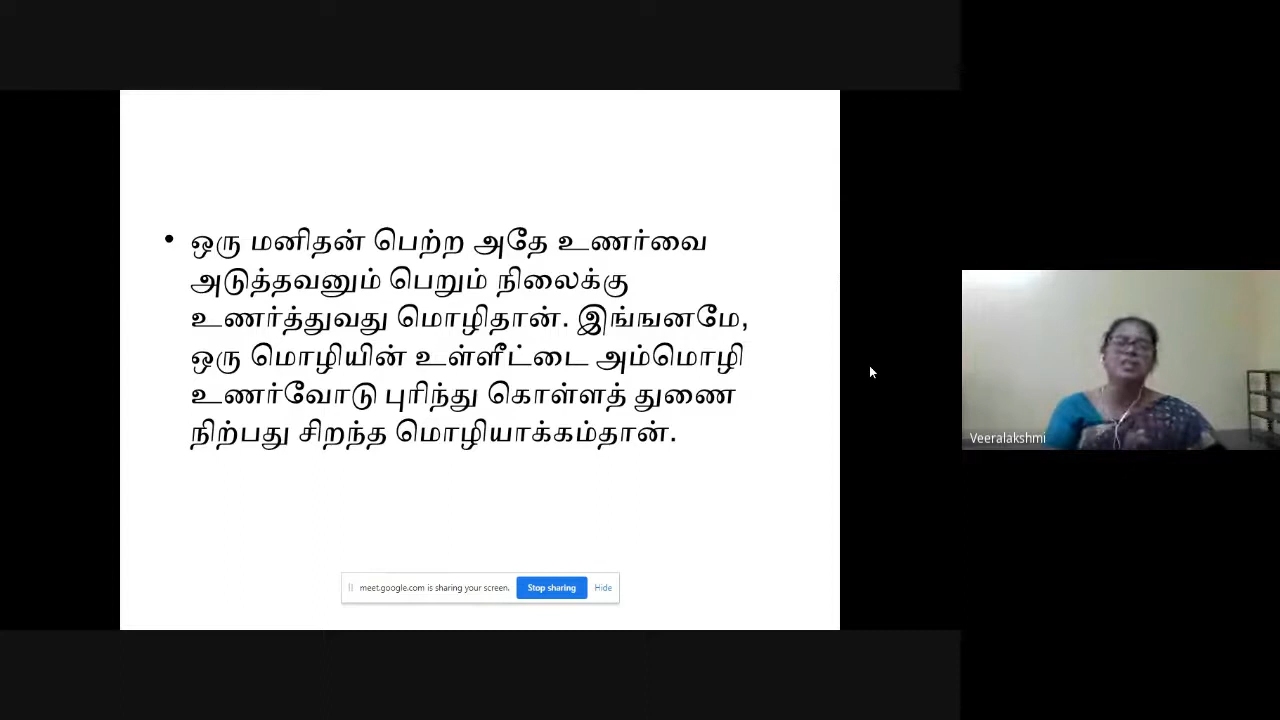 • ஒரு மனிதன் பெற்ற அதே உணர்வை
அடுத்தவனும் பெறும் நிலைக்கு
உணர்த்துவது மொழிதான். இங்ஙனமே,
ஒரு மொழியின் உள்ளீட்டை அம்மொழி
உணர்வோடு புரிந்து கொள்ளத் துணை
நிற்பது சிறந்த மொழியாக்கம்தான்.
Veeralakshmi
meet.google.com is sharing your screen. Stop sharing Hide